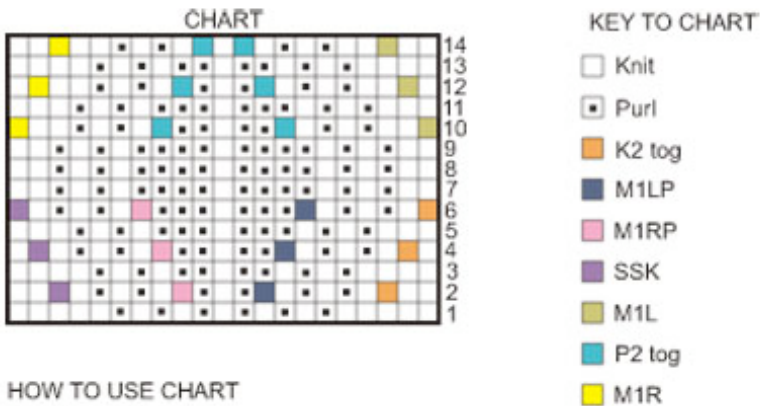 CHART
14
13
12
11
10
9
8
7
6
5
4
3
2
1
HOW TO USE CHART
KEY TO CHART
Knit
Purl
K2 tog
M1LP
M1RP
SSK
M1L
P2 tog
M1R